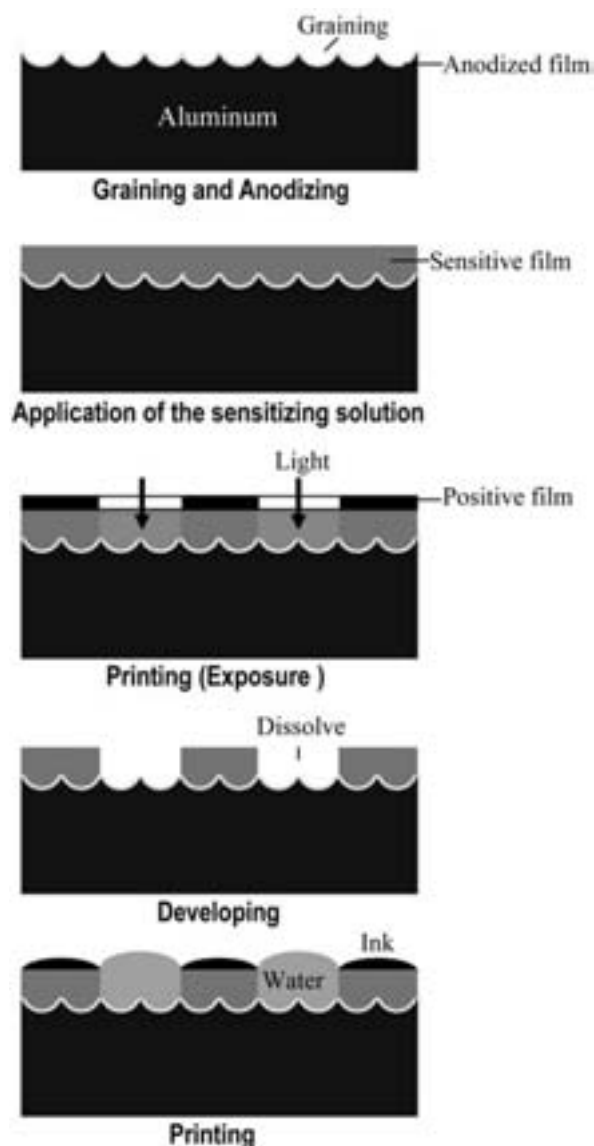 Graining
Anodized film
Aluminum
Graining and Anodizing
Sensitive film
Application of the sensitizing solution
Light
Positive film
Printing (Exposure )
Dissolve
Developing
Ink
Water
Printing